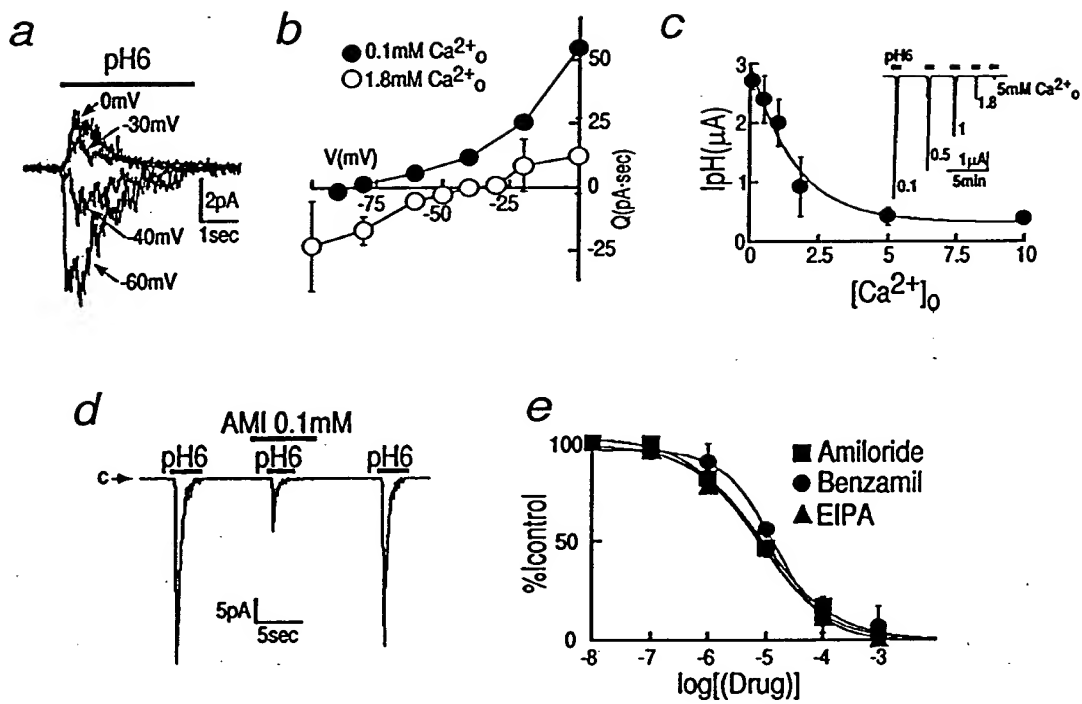 a
pH6
0mV
-30mV
2pA
1sec
-40mV
-60mV
b
0.1mM Ca2+o
1.8mM Ca2+o
V(mV)
-75
-50
-25
50
25
0
-25
Q(pA·sec)
c
3
2
1
0
IpH(μA)
0
2.5
5
7.5
10
[Ca2+]o
pH6
5mM Ca2+o
1.8
1
0.5
0.1
1μA
5min
d
AMI 0.1mM
pH6
pH6
pH6
c
5pA
5sec
e
100
50
0
%Icontrol
Amiloride
Benzamil
EIPA
-8
-7
-6
-5
-4
-3
log[(Drug)]